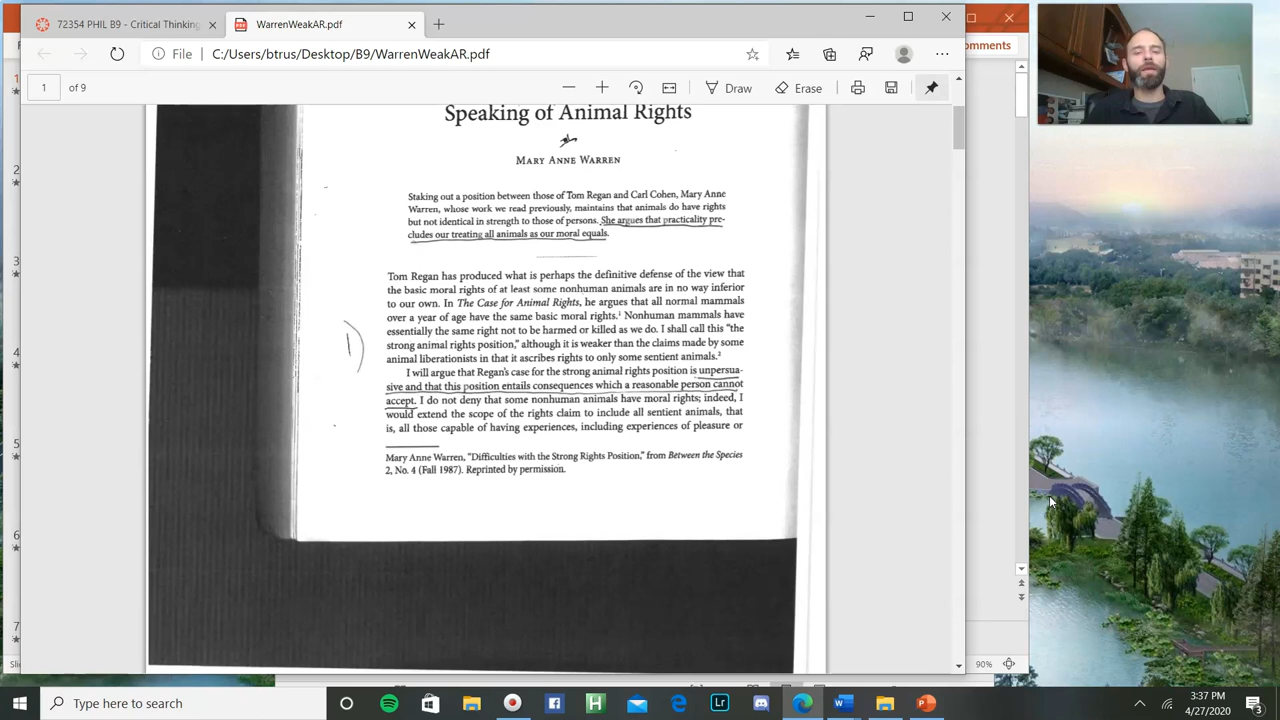 72354 PHIL B9 - Critical Thinking
WarrenWeakAR.pdf
File
C:/Users/btrus/Desktop/B9/WarrenWeakAR.pdf
omments
1
of 9
Draw
Erase
Speaking of Animal Rights
MARY ANNE WARREN
Staking out a position between those of Tom Regan and Carl Cohen, Mary Anne
Warren, whose work we read previously, maintains that animals do have rights
but not identical in strength to those of persons. She argues that practicality pre-
cludes our treating all animals as our moral equals.
Tom Regan has produced what is perhaps the definitive defense of the view that
the basic moral rights of at least some nonhuman animals are in no way inferior
to our own. In The Case for Animal Rights, he argues that all normal mammals
over a year of age have the same basic moral rights.¹ Nonhuman mammals have
essentially the same right not to be harmed or killed as we do. I shall call this "the
strong animal rights position," although it is weaker than the claims made by some
animal liberationists in that it ascribes rights to only some sentient animals.²
1)
I will argue that Regan's case for the strong animal rights position is unpersua-
sive and that this position entails consequences which a reasonable person cannot
accept. I do not deny that some nonhuman animals have moral rights; indeed, I
would extend the scope of the rights claim to include all sentient animals, that
is, all those capable of having experiences, including experiences of pleasure or
Mary Anne Warren, "Difficulties with the Strong Rights Position," from Between the Species
2, No. 4 (Fall 1987). Reprinted by permission.
1
2
3
4
5
6
7
Sli
90%
Type here to search
H
Lr
3:37 PM
4/27/2020
3